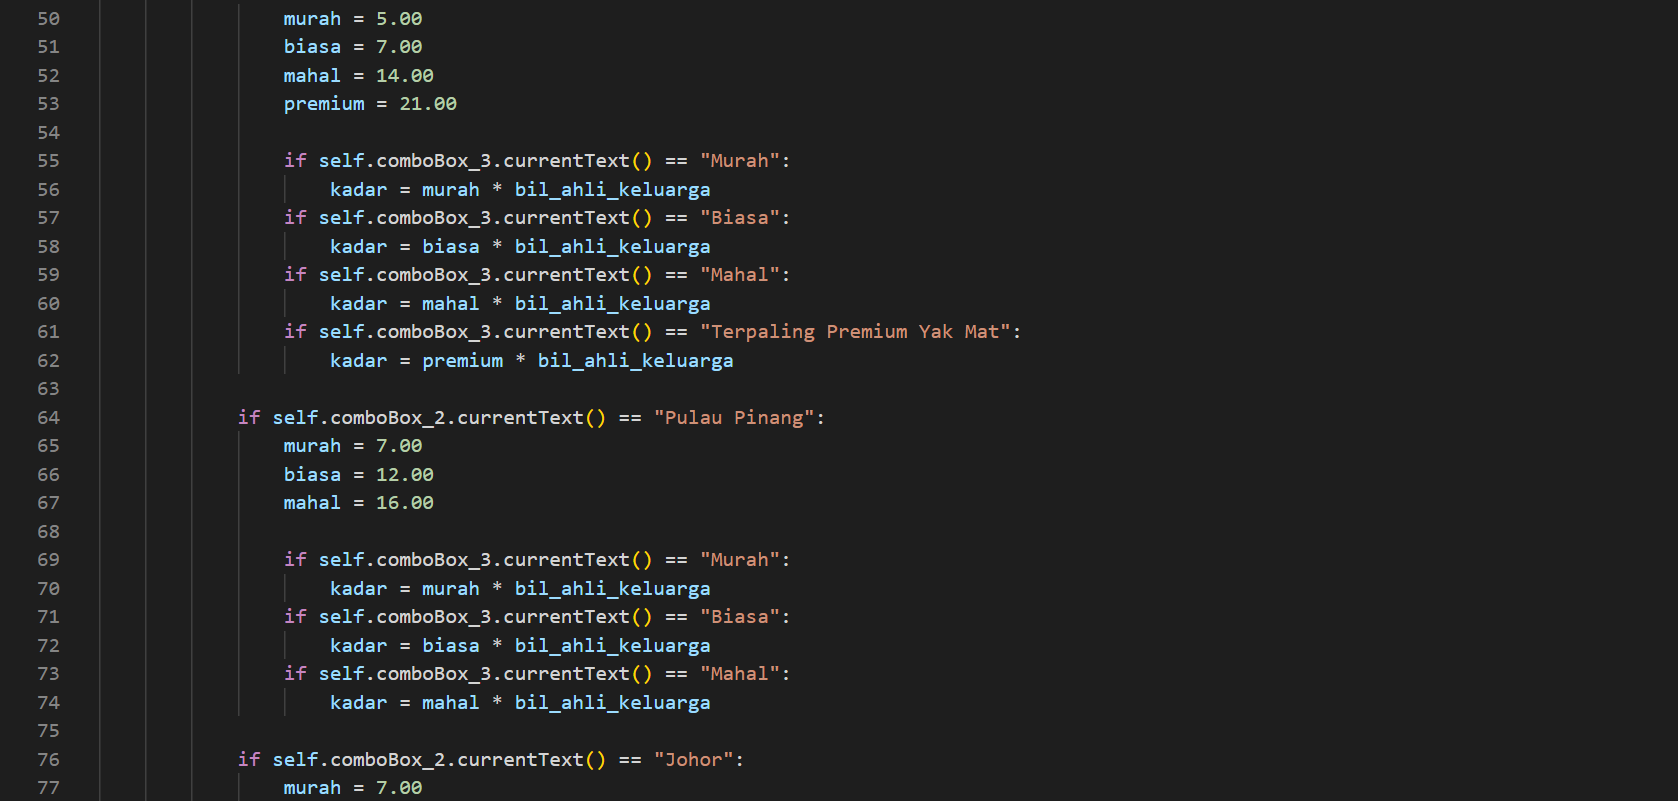 50 murah = 5.00
51 biasa = 7.00
52 mahal = 14.00
53 premium = 21.00
54
55 if self.comboBox_3.currentText() == "Murah":
56 kadar = murah * bil_ahli_keluarga
57 if self.comboBox_3.currentText() == "Biasa":
58 kadar = biasa * bil_ahli_keluarga
59 if self.comboBox_3.currentText() == "Mahal":
60 kadar = mahal * bil_ahli_keluarga
61 if self.comboBox_3.currentText() == "Terpaling Premium Yak Mat":
62 kadar = premium * bil_ahli_keluarga
63
64 if self.comboBox_2.currentText() == "Pulau Pinang":
65 murah = 7.00
66 biasa = 12.00
67 mahal = 16.00
68
69 if self.comboBox_3.currentText() == "Murah":
70 kadar = murah * bil_ahli_keluarga
71 if self.comboBox_3.currentText() == "Biasa":
72 kadar = biasa * bil_ahli_keluarga
73 if self.comboBox_3.currentText() == "Mahal":
74 kadar = mahal * bil_ahli_keluarga
75
76 if self.comboBox_2.currentText() == "Johor":
77 murah = 7.00